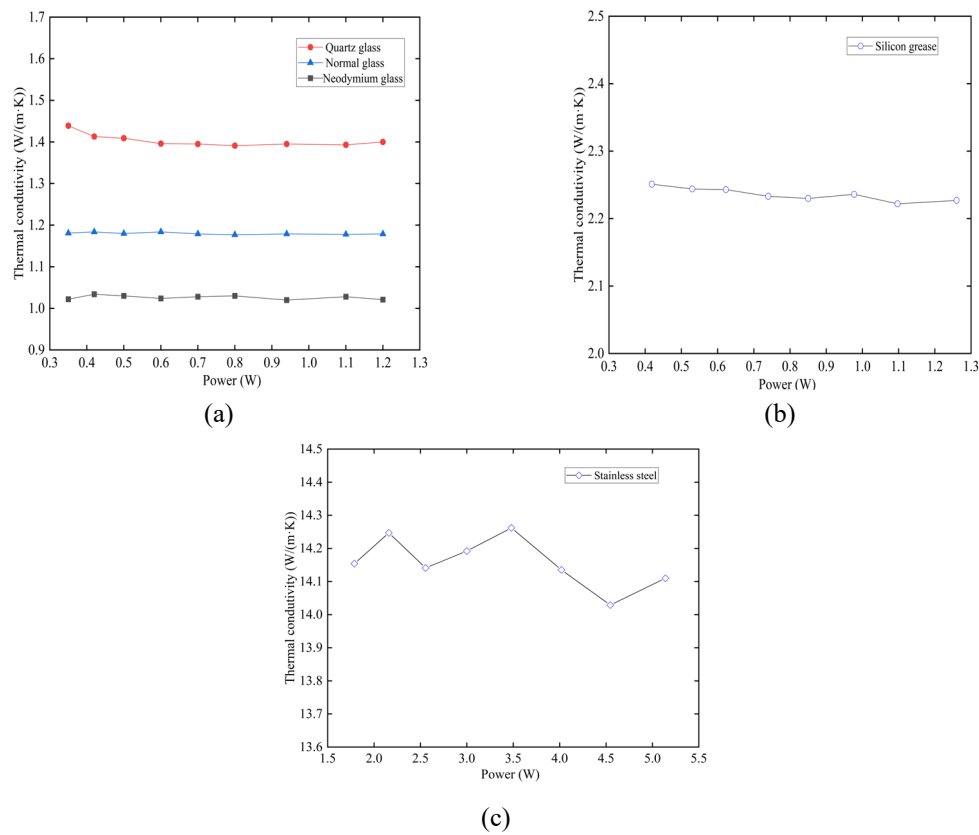 1.7
1.6
1.5
1.4
1.3
1.2
1.1
1.0
0.9
Thermal condutivity (W/(m·K))
Quartz glass
Normal glass
Neodymium glass
0.3 0.4 0.5 0.6 0.7 0.8 0.9 1.0 1.1 1.2 1.3
Power (W)
(a)
2.5
2.4
2.3
2.2
2.1
2.0
Thermal condutivity (W/(m·K))
Silicon grease
0.3 0.4 0.5 0.6 0.7 0.8 0.9 1.0 1.1 1.2 1.3
Power (W)
(b)
14.5
14.4
14.3
14.2
14.1
14.0
13.9
13.8
13.7
13.6
Thermal condutivity (W/(m·K))
Stainless steel
1.5 2.0 2.5 3.0 3.5 4.0 4.5 5.0 5.5
Power (W)
(c)